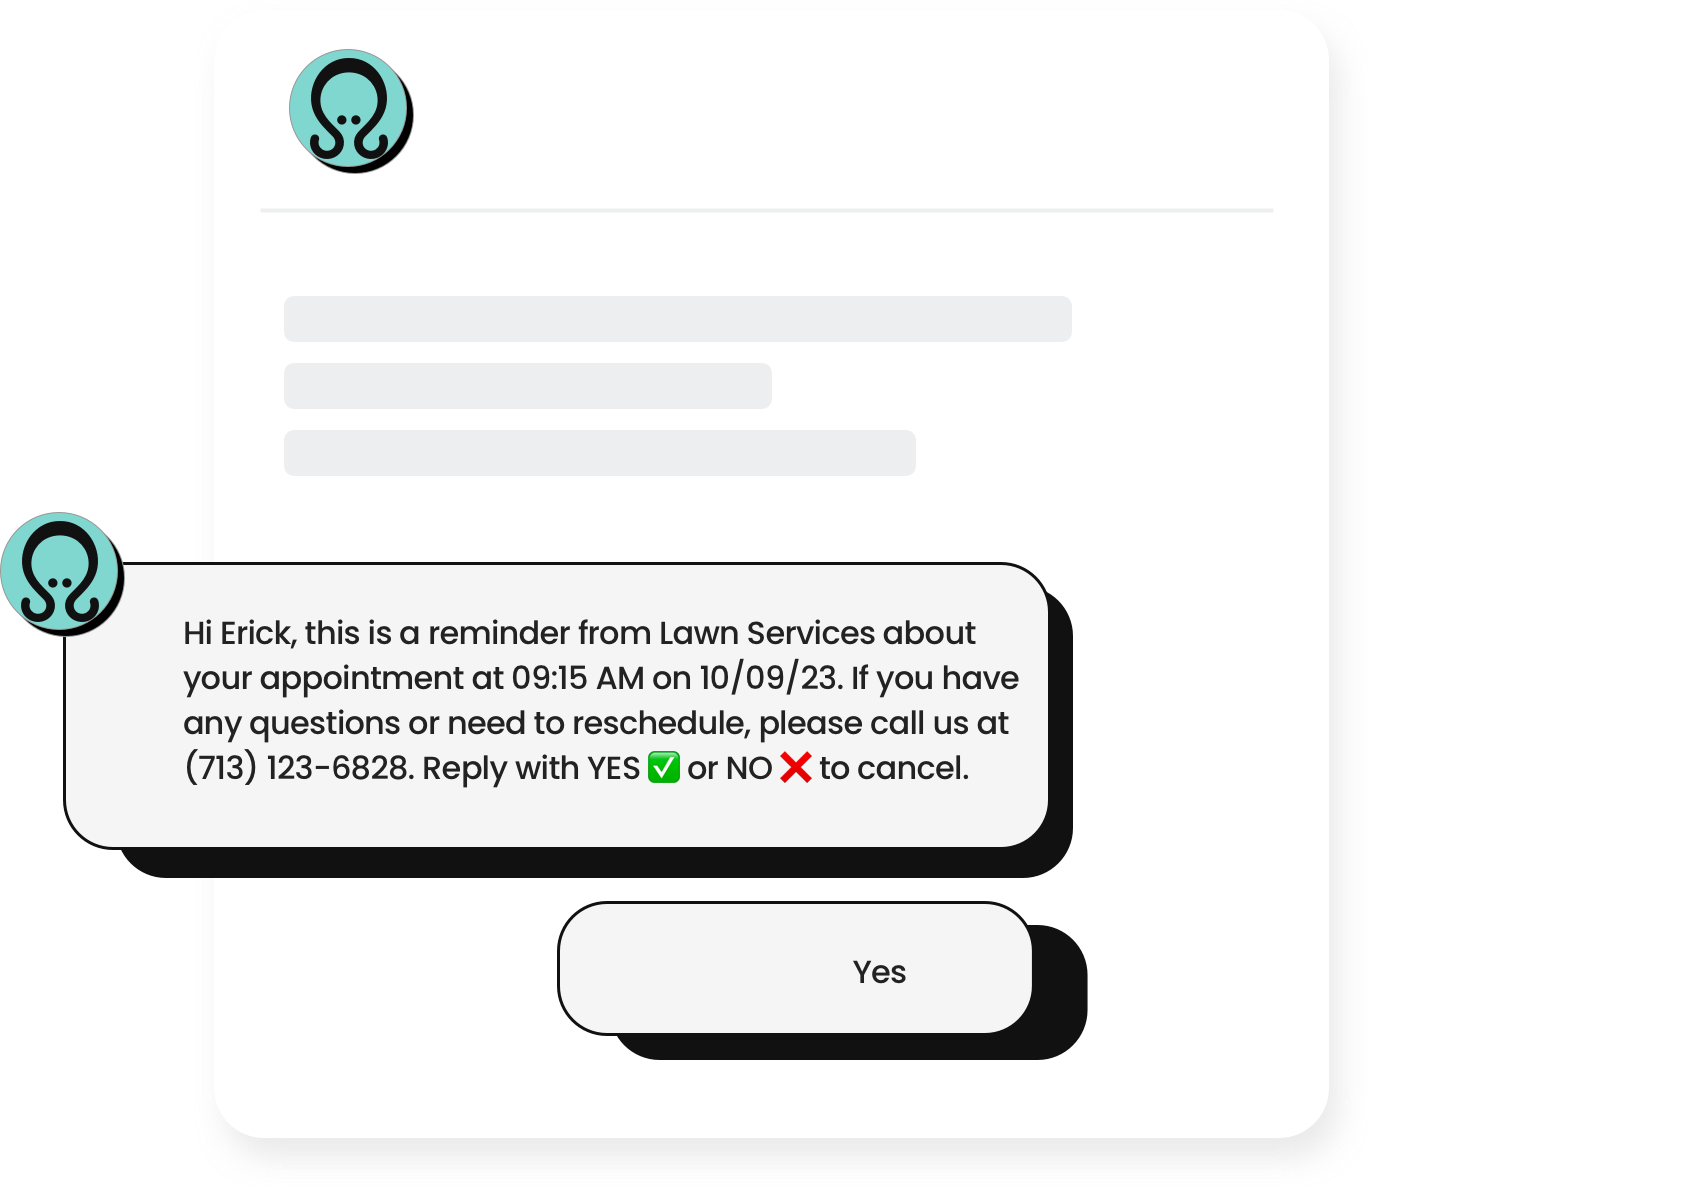 Hi Erick, this is a reminder from Lawn Services about
your appointment at 09:15 AM on 10/09/23. If you have
any questions or need to reschedule, please call us at
(713) 123-6828. Reply with YES ✅ or NO ❌ to cancel.
Yes